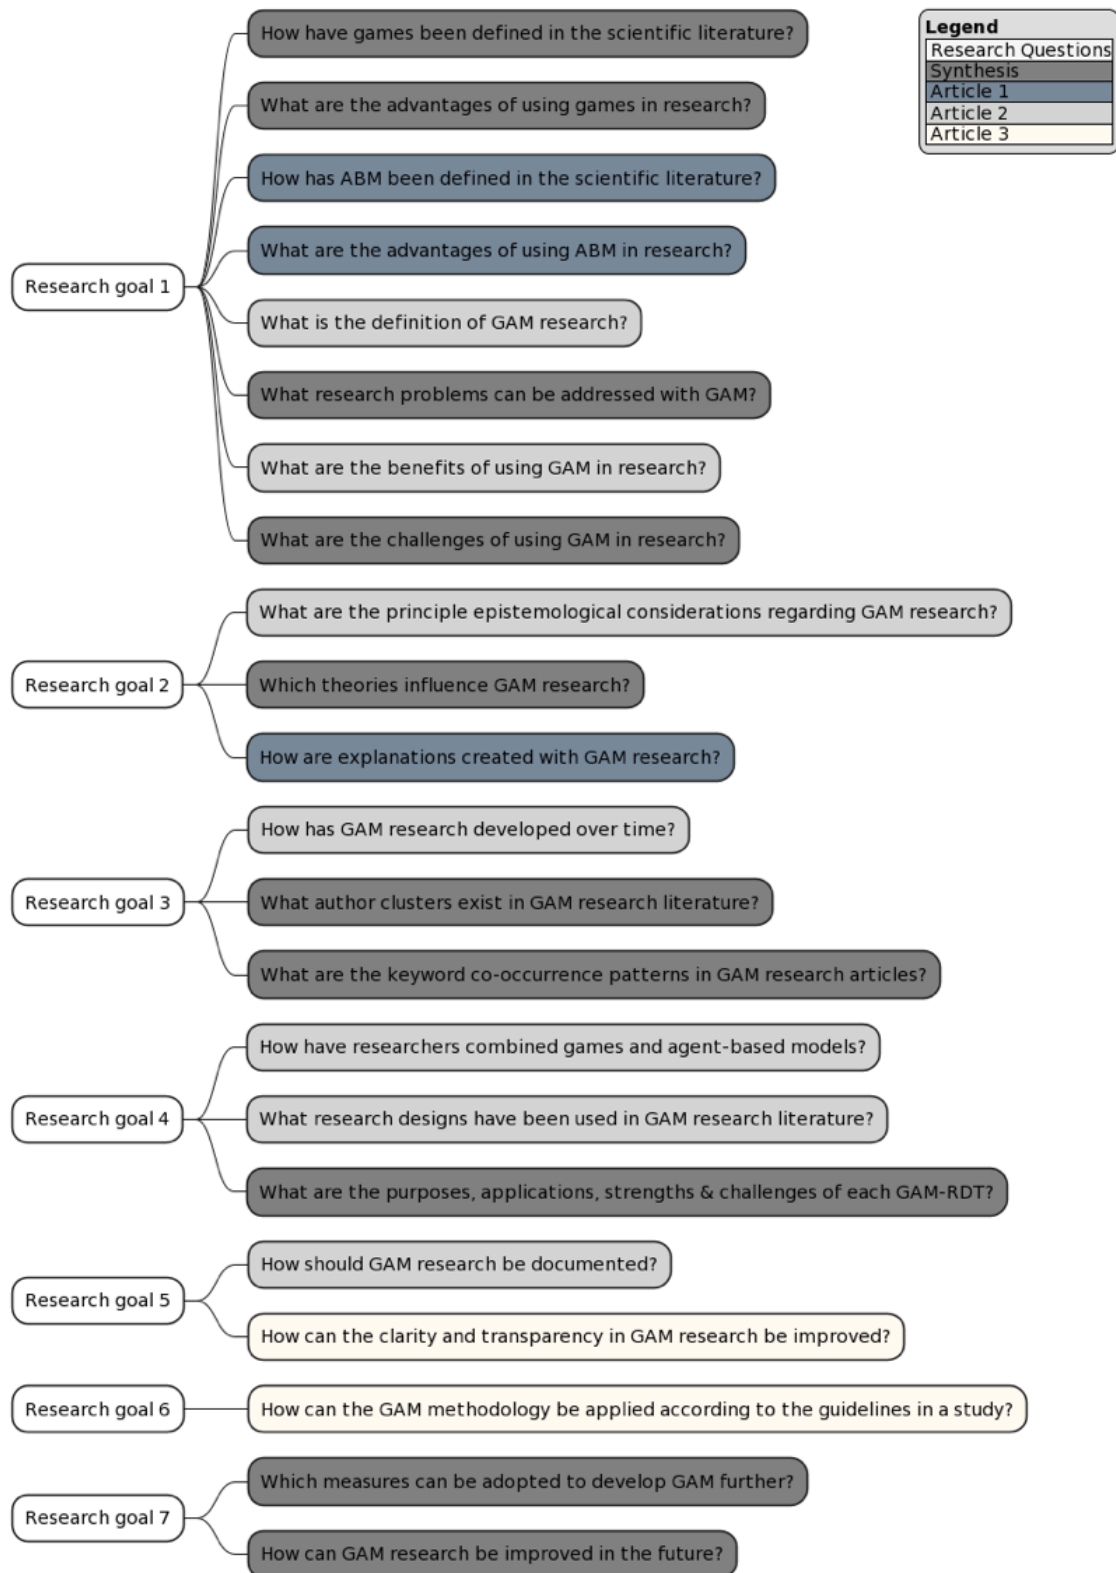 How have games been defined in the scientific literature?
What are the advantages of using games in research?
How has ABM been defined in the scientific literature?
What are the advantages of using ABM in research?
Research goal 1
What is the definition of GAM research?
What research problems can be addressed with GAM?
What are the benefits of using GAM in research?
What are the challenges of using GAM in research?
What are the principle epistemological considerations regarding GAM research?
Research goal 2
Which theories influence GAM research?
How are explanations created with GAM research?
How has GAM research developed over time?
Research goal 3
What author clusters exist in GAM research literature?
What are the keyword co-occurrence patterns in GAM research articles?
How have researchers combined games and agent-based models?
Research goal 4
What research designs have been used in GAM research literature?
What are the purposes, applications, strengths & challenges of each GAM-RDT?
How should GAM research be documented?
Research goal 5
How can the clarity and transparency in GAM research be improved?
Research goal 6
How can the GAM methodology be applied according to the guidelines in a study?
Which measures can be adopted to develop GAM further?
Research goal 7
How can GAM research be improved in the future?
Legend
Research Questions
Synthesis
Article 1
Article 2
Article 3